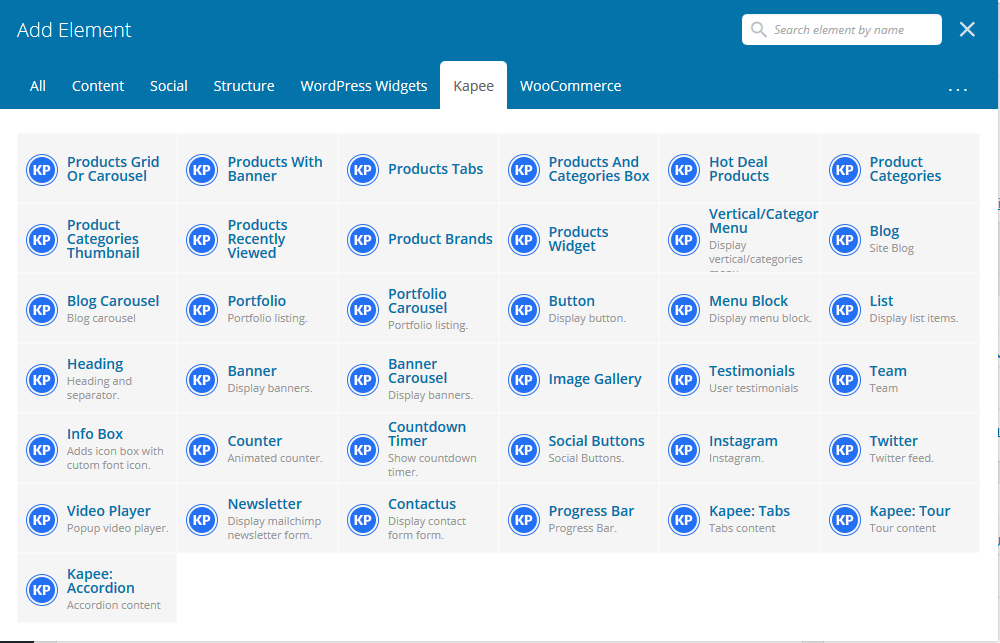 Add Element
Search element by name
All Content Social Structure WordPress Widgets Kapee WooCommerce ...
KP Products Grid Or Carousel
KP Products With Banner
KP Products Tabs
KP Products And Categories Box
KP Hot Deal Products
KP Product Categories
KP Product Categories Thumbnail
KP Products Recently Viewed
KP Product Brands
KP Products Widget
KP Vertical/Categor Menu
Display vertical/categories
KP Blog
Site Blog
KP Blog Carousel
Blog carousel
KP Portfolio
Portfolio listing.
KP Portfolio Carousel
Portfolio listing.
KP Button
Display button.
KP Menu Block
Display menu block.
KP List
Display list items.
KP Heading
Heading and separator.
KP Banner
Display banners.
KP Banner Carousel
Display banners.
KP Image Gallery
KP Testimonials
User testimonials
KP Team
Team
KP Info Box
Adds icon box with cutom font icon.
KP Counter
Animated counter.
KP Countdown Timer
Show countdown timer.
KP Social Buttons
Social Buttons.
KP Instagram
Instagram.
KP Twitter
Twitter feed.
KP Video Player
Popup video player.
KP Newsletter
Display mailchimp newsletter form.
KP Contactus
Display contact form form.
KP Progress Bar
Progress Bar.
KP Kapee: Tabs
Tabs content
KP Kapee: Tour
Tour content
KP Kapee: Accordion
Accordion content